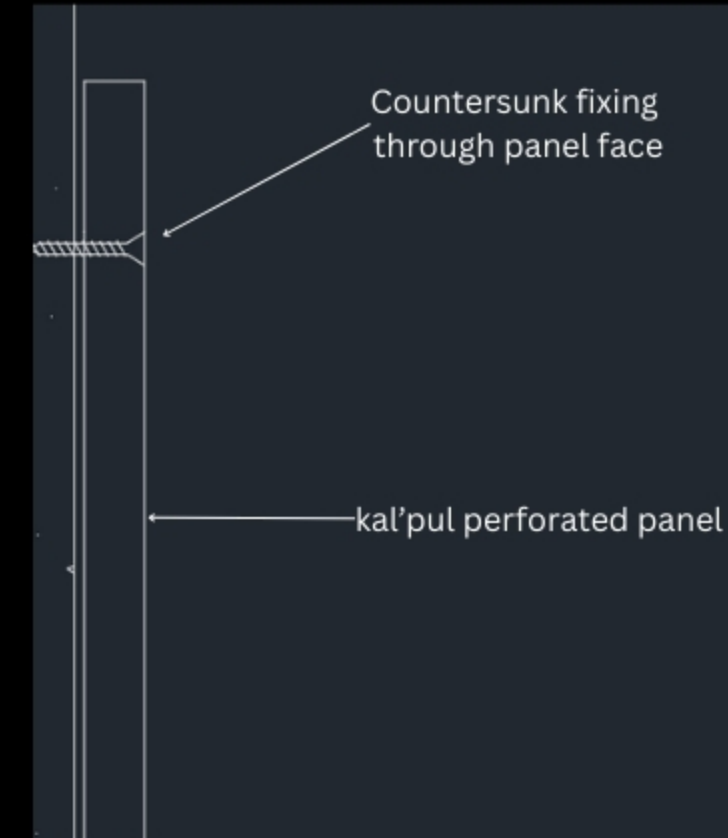 Countersunk fixing
through panel face
kal’pul perforated panel